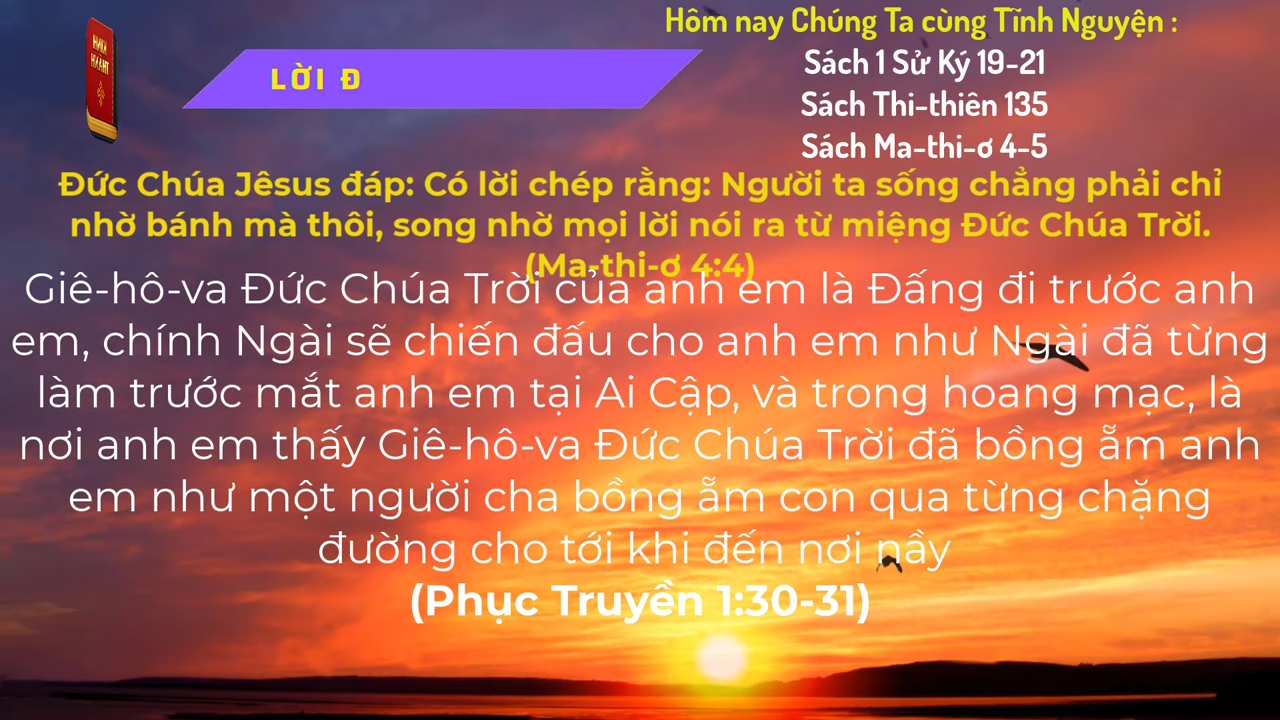 LỜI Đ
Hôm nay Chúng Ta cùng Tĩnh Nguyện :
Sách 1 Sử Ký 19-21
Sách Thi-thiên 135
Sách Ma-thi-ơ 4-5
Đức Chúa Jêsus đáp: Có lời chép rằng: Người ta sống chẳng phải chỉ
nhờ bánh mà thôi, song nhờ mọi lời nói ra từ miệng Đức Chúa Trời.
(Ma-thi-ơ 4:4)
Giê-hô-va Đức Chúa Trời của anh em là Đấng đi trước anh
em, chính Ngài sẽ chiến đấu cho anh em như Ngài đã từng
làm trước mắt anh em tại Ai Cập, và trong hoang mạc, là
nơi anh em thấy Giê-hô-va Đức Chúa Trời đã bồng ẵm anh
em như một người cha bồng ẵm con qua từng chặng
đường cho tới khi đến nơi nầy
(Phục Truyền 1:30-31)